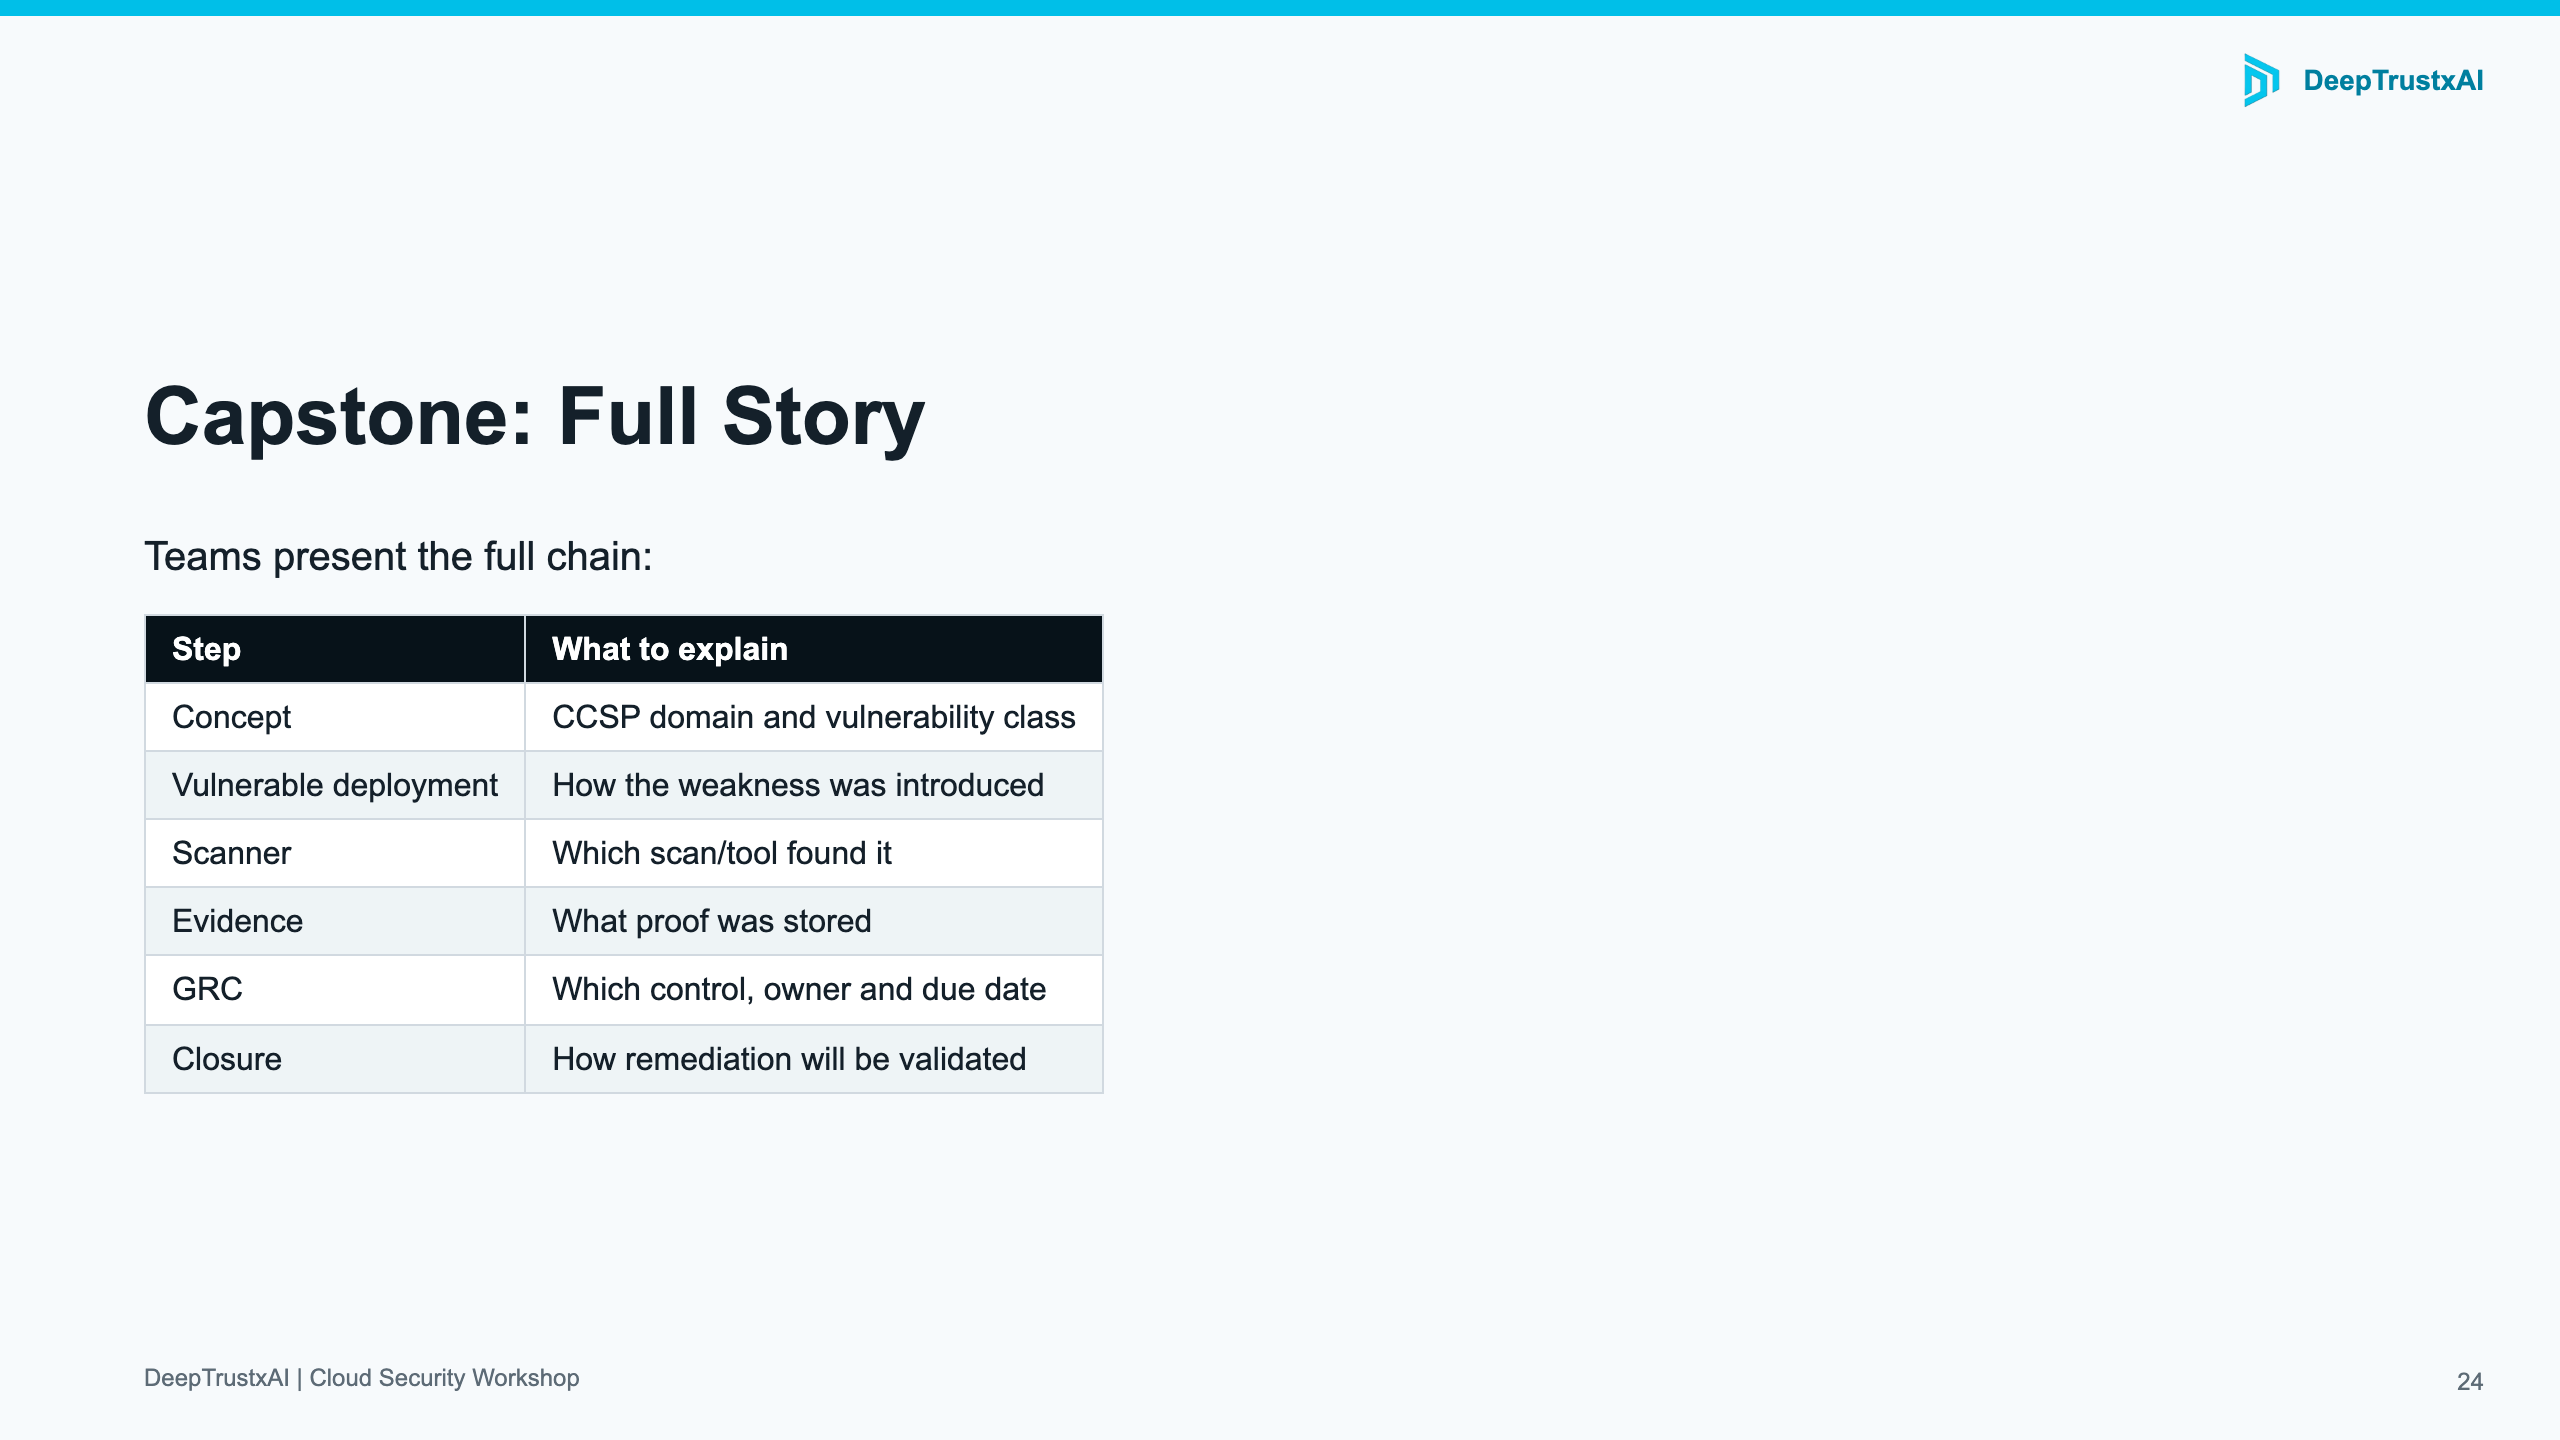 DeepTrustxAI
Capstone: Full Story
Teams present the full chain:
Step What to explain
Concept CCSP domain and vulnerability class
Vulnerable deployment How the weakness was introduced
Scanner Which scan/tool found it
Evidence What proof was stored
GRC Which control, owner and due date
Closure How remediation will be validated
DeepTrustxAI | Cloud Security Workshop
24